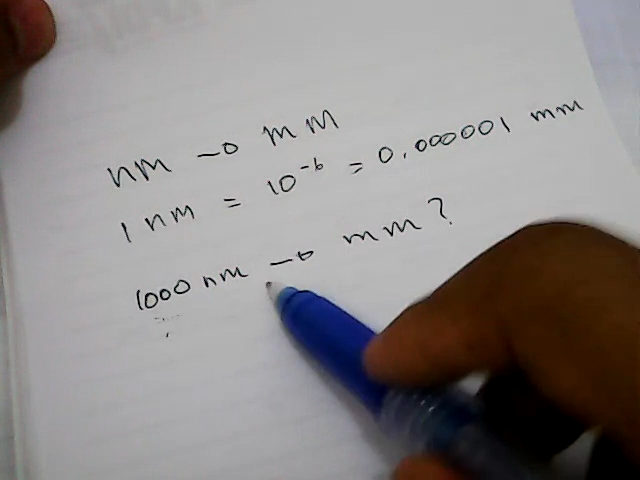 nm → mm
1 nm = 10⁻⁶ = 0.000001 mm
1000 nm → mm?